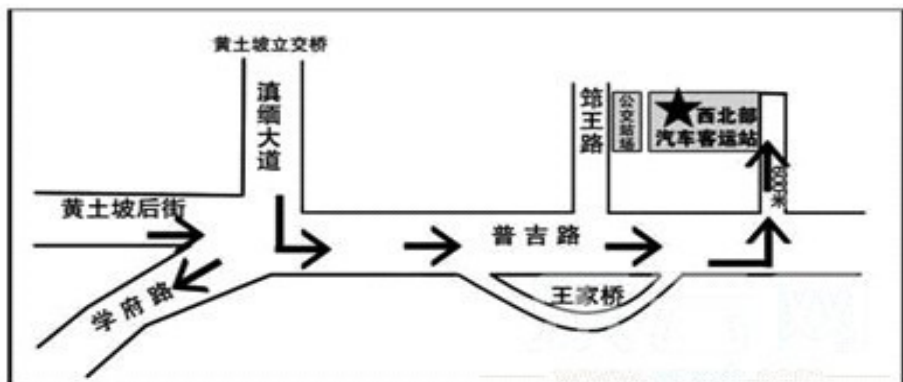 黄土坡立交桥
滇缅大道
筇王路
公交站场
西北部
汽车客运站
黄土坡后街
800米
普吉路
王家桥
学府路